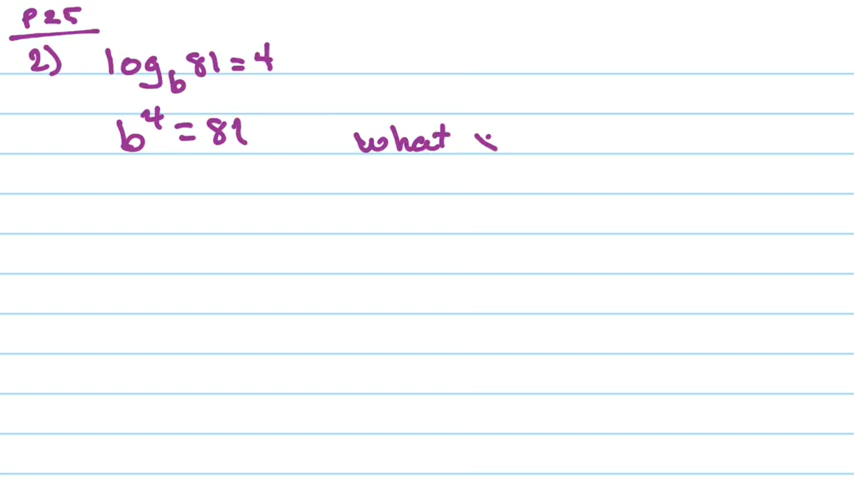 P25
2) log_b 81 = 4
b^4 = 81 what